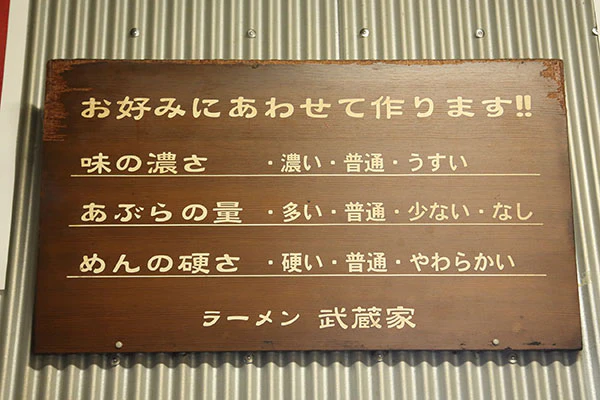 お好みにあわせて作ります!!
味の濃さ ・濃い・普通・うすい
あぶらの量 ・多い・普通・少ない・なし
めんの硬さ ・硬い・普通・やわらかい
ラーメン 武蔵家